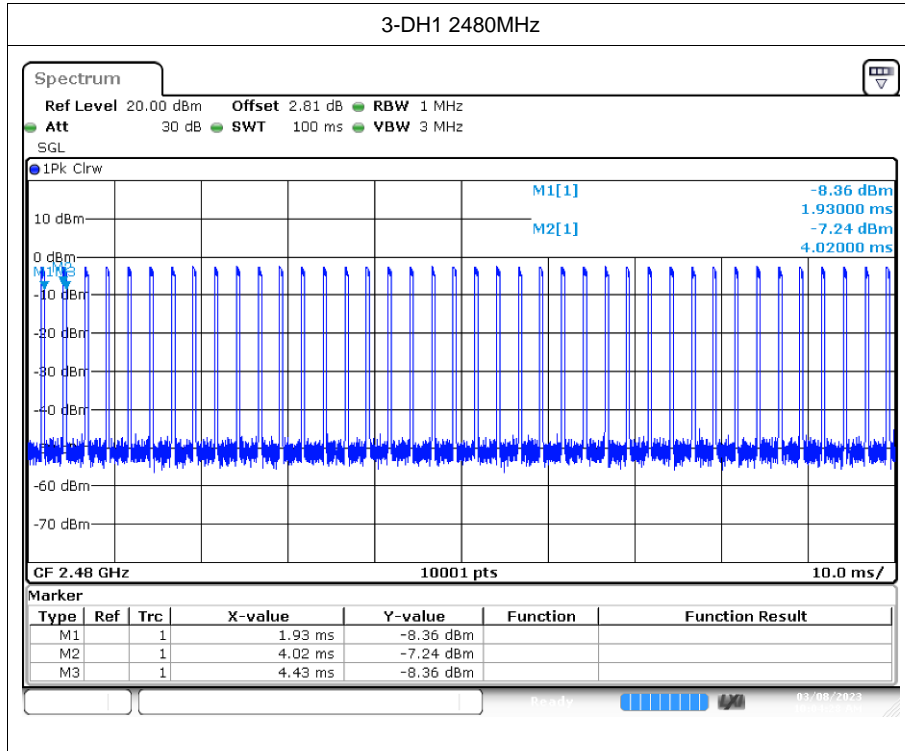 3-DH1 2480MHz
Spectrum
Ref Level 20.00 dBm Offset 2.81 dB RBW 1 MHz
Att 30 dB SWT 100 ms VBW 3 MHz
SGL
1Pk Clrw
M1[1] -8.36 dBm
1.93000 ms
M2[1] -7.24 dBm
4.02000 ms
10 dBm
0 dBm
M1 M2 M3
-10 dBm
-20 dBm
-30 dBm
-40 dBm
-60 dBm
-70 dBm
CF 2.48 GHz 10001 pts 10.0 ms/
Marker
Type Ref Trc X-value Y-value Function Function Result
M1 1 1.93 ms -8.36 dBm
M2 1 4.02 ms -7.24 dBm
M3 1 4.43 ms -8.36 dBm
Ready LXI 03/08/2023